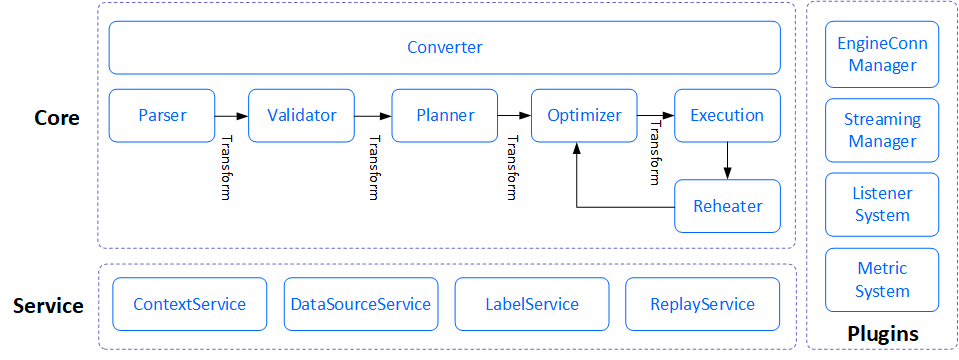 Core
Converter
Parser
Transform
Validator
Transform
Planner
Transform
Optimizer
Transform
Execution
Reheater
Service
ContextService
DataSourceService
LabelService
ReplayService
EngineConn
Manager
Streaming
Manager
Listener
System
Metric
System
Plugins